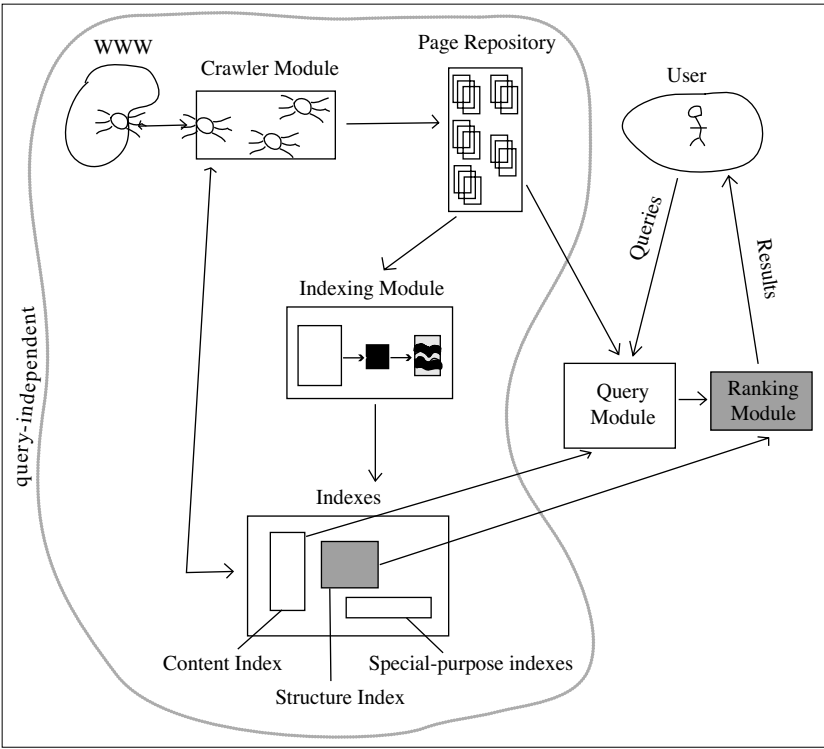 WWW
Crawler Module
Page Repository
User
Queries
Results
query-independent
Indexing Module
Query
Module
Ranking
Module
Indexes
Content Index
Special-purpose indexes
Structure Index